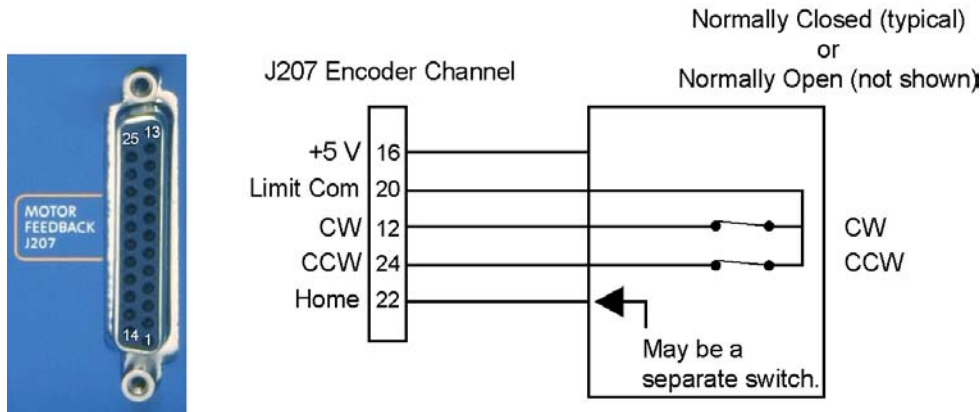 Normally Closed (typical)
or
Normally Open (not shown)
J207 Encoder Channel
25 13
MOTOR
FEEDBACK
J207
14 1
+5 V 16
Limit Com 20
CW 12 CW
CCW 24 CCW
Home 22
May be a
separate switch.